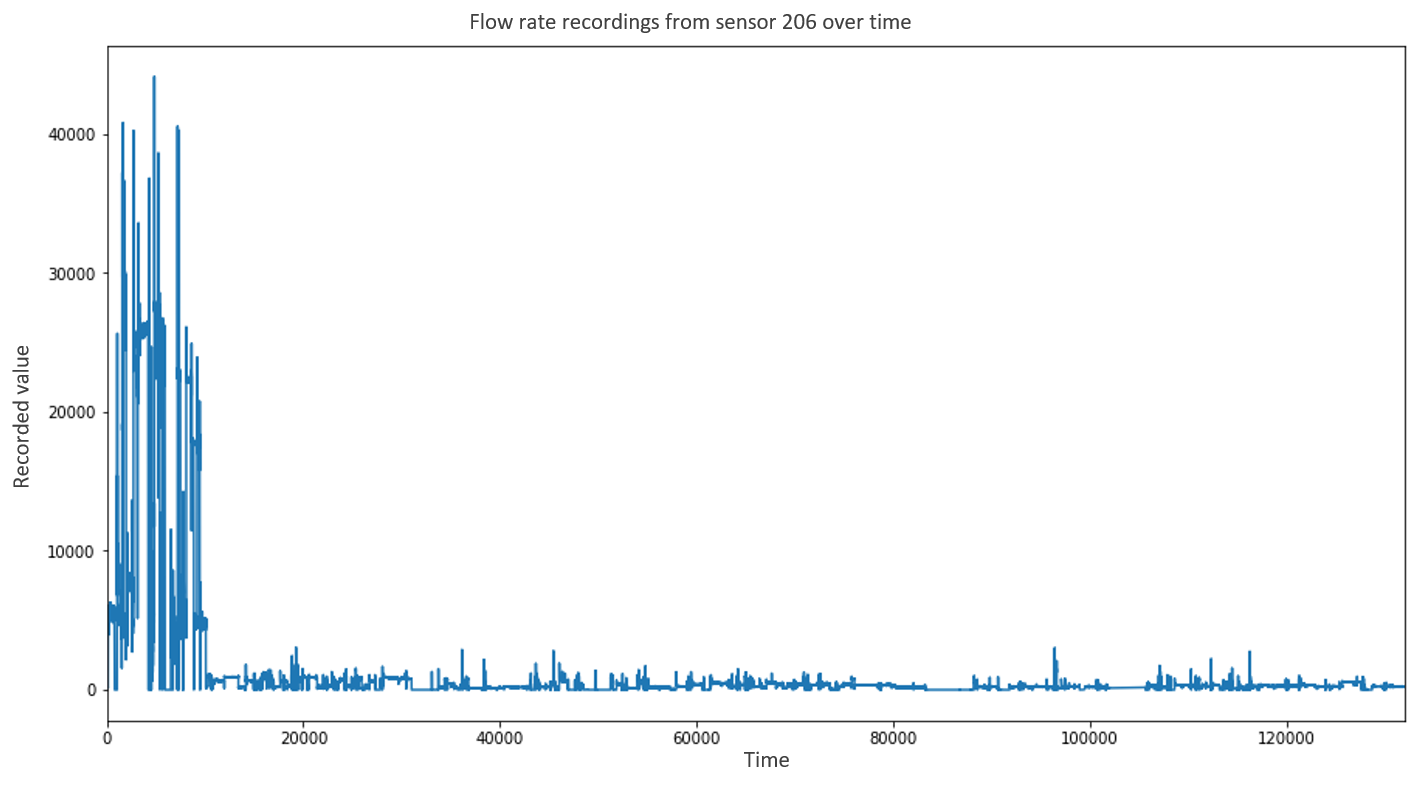 Flow rate recordings from sensor 206 over time
40000
30000
20000
10000
0
Recorded value
0 20000 40000 60000 80000 100000 120000
Time